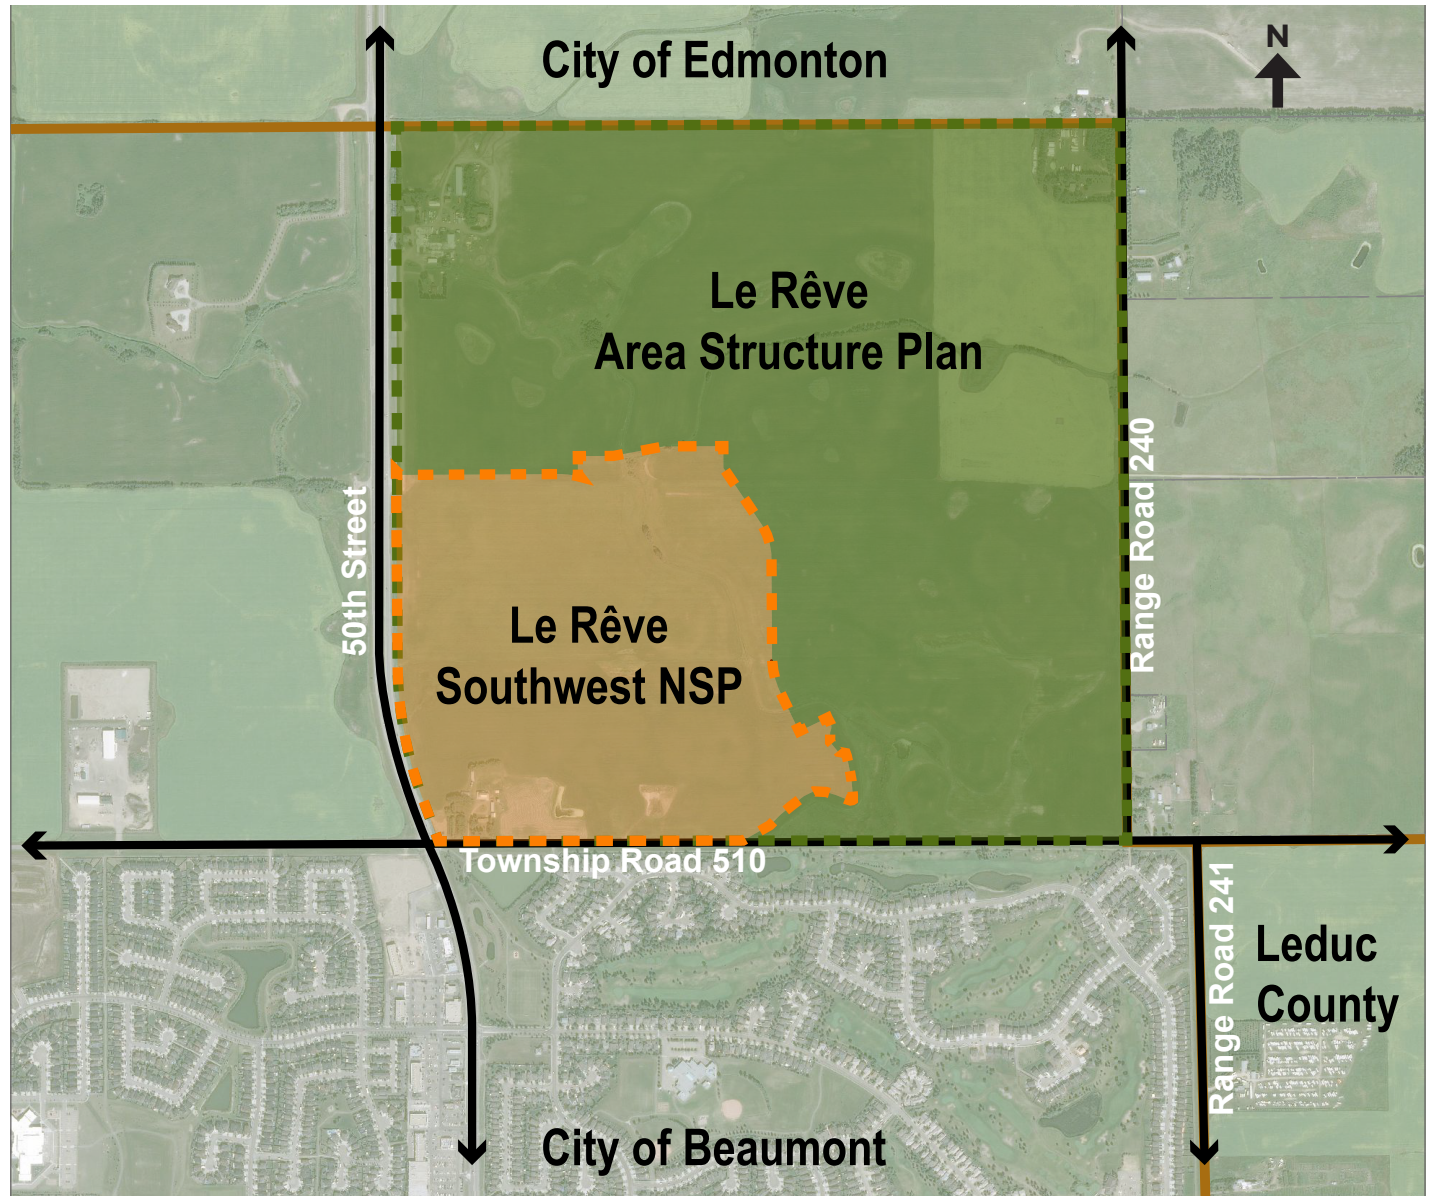 City of Edmonton
N
Le Rêve
Area Structure Plan
50th Street
Range Road 240
Le Rêve
Southwest NSP
Township Road 510
Range Road 241
Leduc
County
City of Beaumont